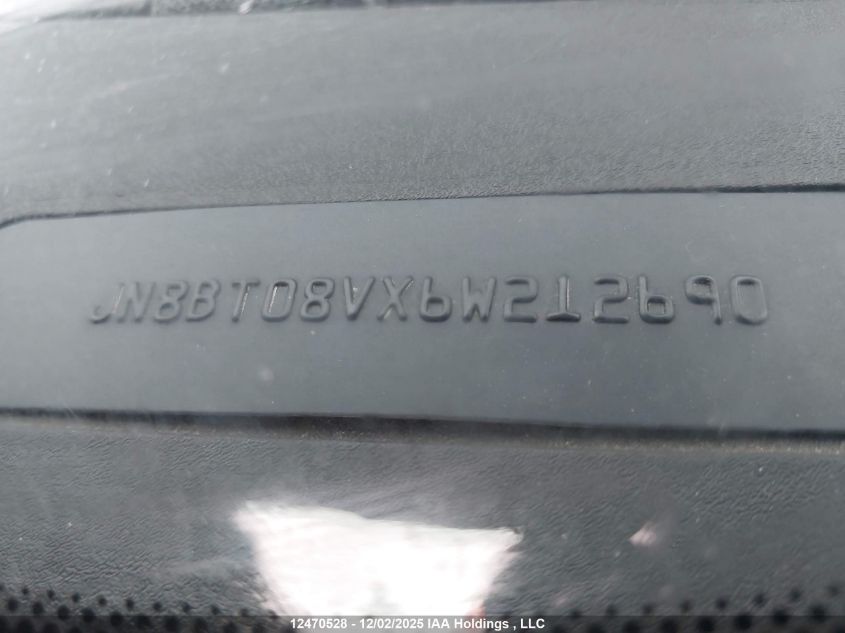 JN8BT08VX6W212690
12470528 - 12/02/2025 IAA Holdings , LLC